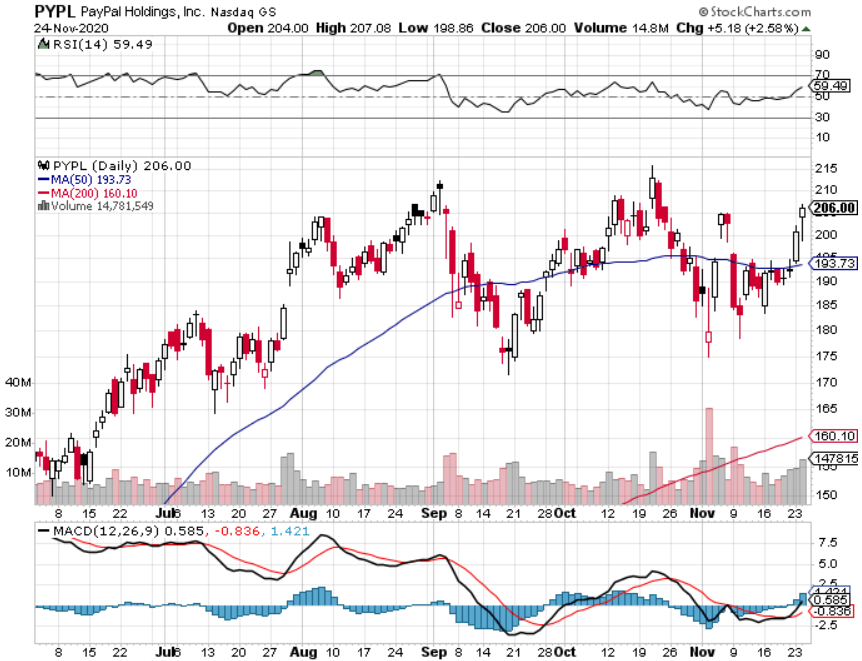 PYPL PayPal Holdings, Inc. Nasdaq GS © StockCharts.com
24-Nov-2020 Open 204.00 High 207.08 Low 198.86 Close 206.00 Volume 14.8M Chg +5.18 (+2.58%)
RSI(14) 59.49
90
70
59.49
50
30
10
PYPL (Daily) 206.00
MA(50) 193.73
MA(200) 160.10
Volume 14,781,549
215
210
206.00
200
195
193.73
190
185
180
175
170
165
160.10
147815
155
150
40M
30M
20M
10M
8 15 22 Jul 6 13 20 27 Aug 10 17 24 Sep 8 14 21 28 Oct 12 19 26 Nov 9 16 23
MACD(12,26,9) 0.585, -0.836, 1.421
7.5
5.0
2.5
1.421
0.585
-0.836
-2.5
8 15 22 Jul 6 13 20 27 Aug 10 17 24 Sep 8 14 21 28 Oct 12 19 26 Nov 9 16 23